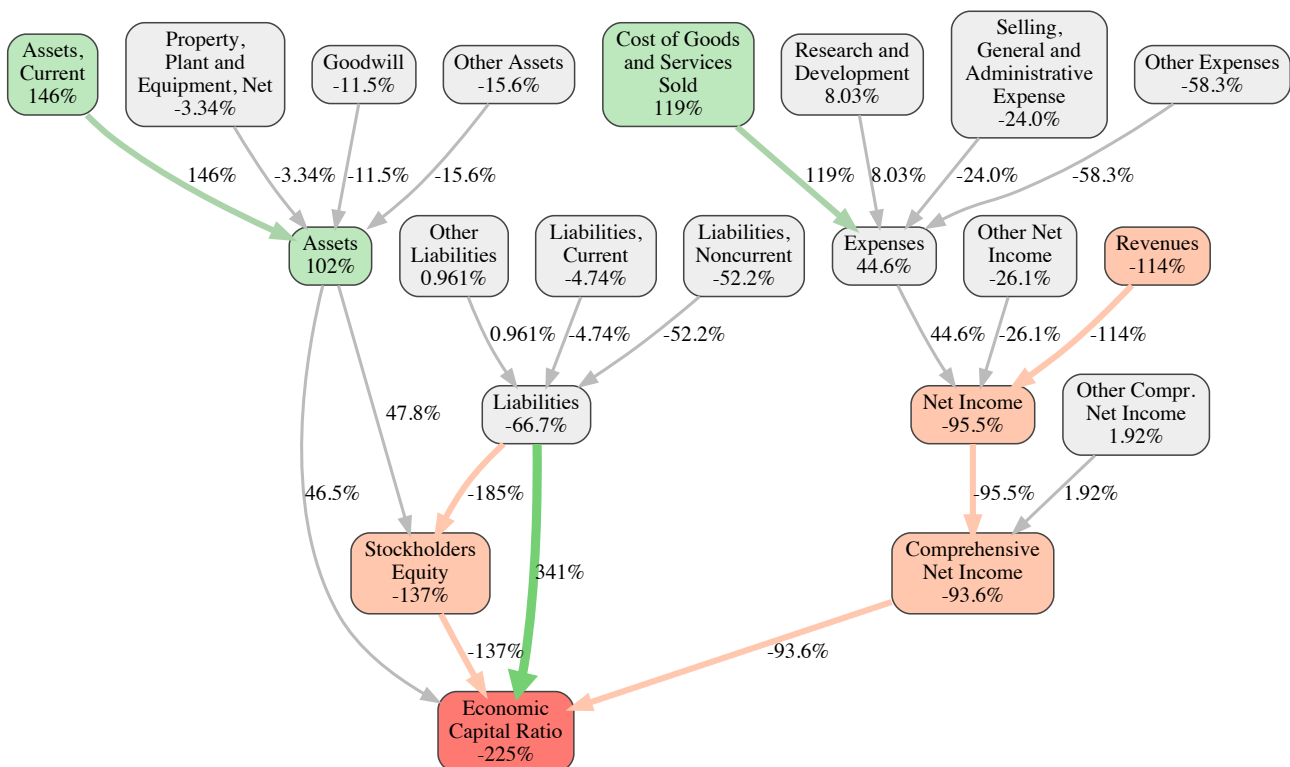 Assets,
Current
146%
Property,
Plant and
Equipment, Net
-3.34%
Goodwill
-11.5%
Other Assets
-15.6%
Cost of Goods
and Services
Sold
119%
Research and
Development
8.03%
Selling,
General and
Administrative
Expense
-24.0%
Other Expenses
-58.3%
146%
-3.34%
-11.5%
-15.6%
119%
8.03%
-24.0%
-58.3%
Assets
102%
Other
Liabilities
0.961%
Liabilities,
Current
-4.74%
Liabilities,
Noncurrent
-52.2%
Expenses
44.6%
Other Net
Income
-26.1%
Revenues
-114%
0.961%
-4.74%
-52.2%
44.6%
-26.1%
-114%
47.8%
Liabilities
-66.7%
Net Income
-95.5%
Other Compr.
Net Income
1.92%
46.5%
-185%
-95.5%
1.92%
Stockholders
Equity
-137%
341%
Comprehensive
Net Income
-93.6%
-137%
-93.6%
Economic
Capital Ratio
-225%